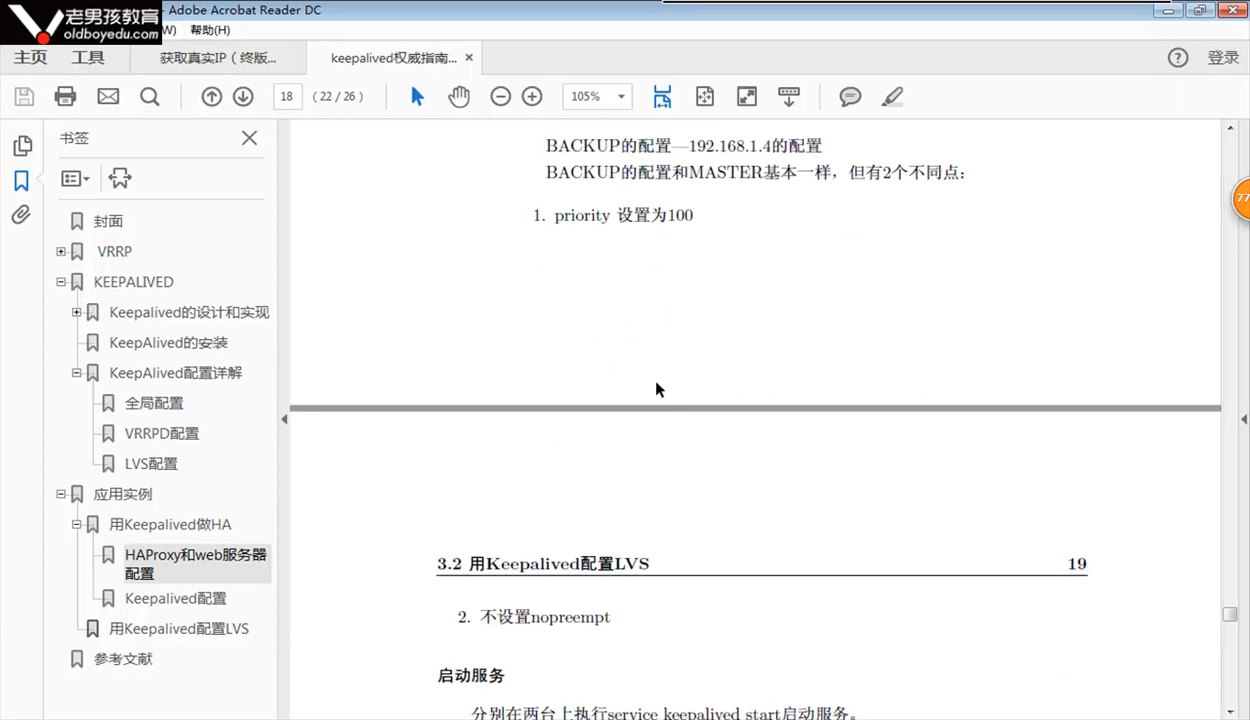 老男孩教育
oldboyedu.com
- Adobe Acrobat Reader DC
W) 帮助(H)
主页 工具 获取真实IP（终版... keepalived权威指南... × 登录
18 (22 / 26) 105%
书签
封面
VRRP
KEEPALIVED
Keepalived的设计和实现
KeepAlived的安装
KeepAlived配置详解
全局配置
VRRPD配置
LVS配置
应用实例
用Keepalived做HA
HAProxy和web服务器
配置
Keepalived配置
用Keepalived配置LVS
参考文献
BACKUP的配置—192.168.1.4的配置
BACKUP的配置和MASTER基本一样，但有2个不同点：
1. priority 设置为100
3.2 用Keepalived配置LVS 19
2. 不设置nopreempt
启动服务
分别在两台上执行service keepalived start启动服务。
77